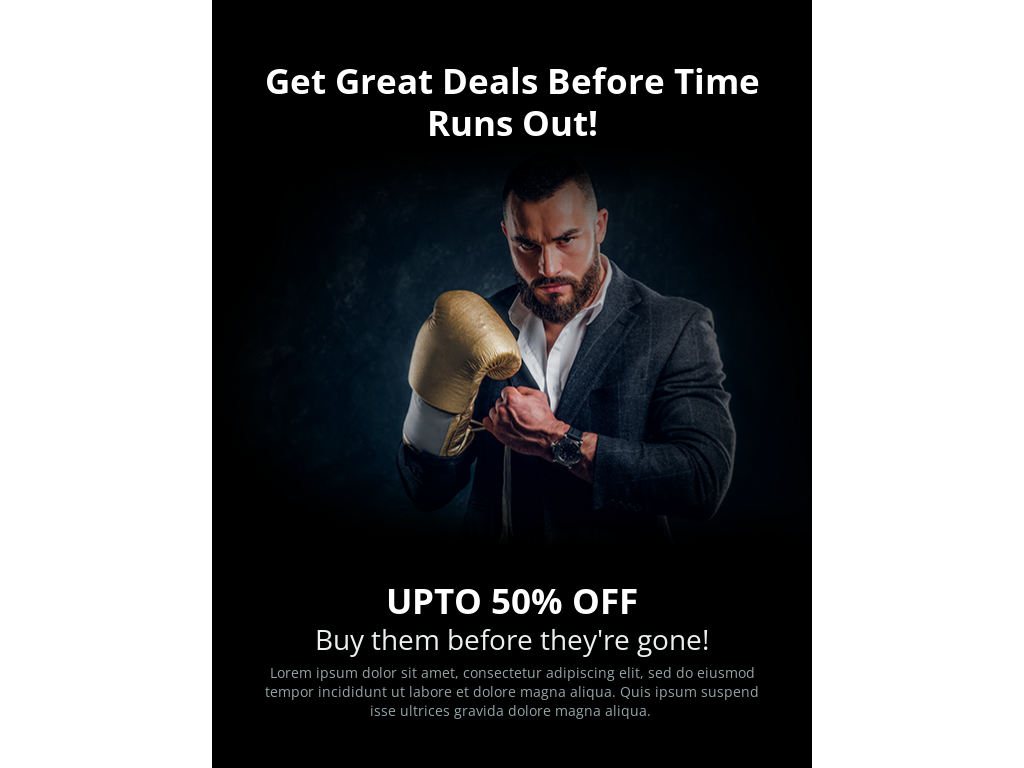 Get Great Deals Before Time
Runs Out!
UPTO 50% OFF
Buy them before they're gone!
Lorem ipsum dolor sit amet, consectetur adipiscing elit, sed do eiusmod
tempor incididunt ut labore et dolore magna aliqua. Quis ipsum suspend
isse ultrices gravida dolore magna aliqua.